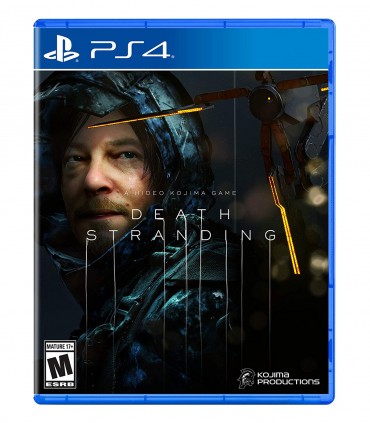 PS4
A HIDEO KOJIMA GAME
DEATH
STRANDING
MATURE 17+
M
ESRB
KOJIMA
PRODUCTIONS